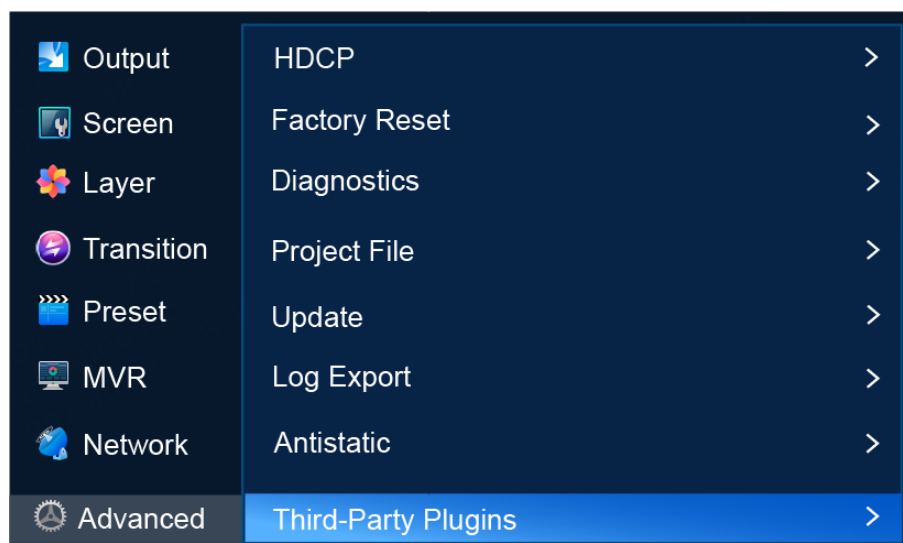 Output
Screen
Layer
Transition
Preset
MVR
Network
Advanced
HDCP
Factory Reset
Diagnostics
Project File
Update
Log Export
Antistatic
Third-Party Plugins